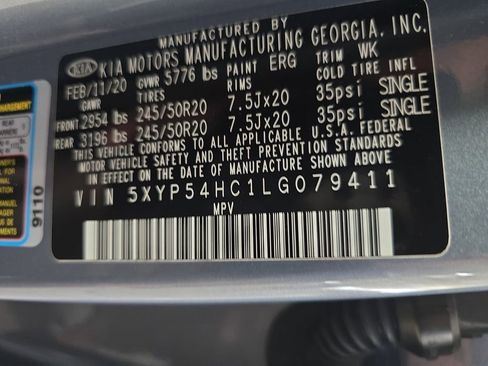 MANUFACTURED BY
KIA KIA MOTORS MANUFACTURING GEORGIA, INC.
FEB/11/20 GVWR 5776 lbs PAINT ERG TRIM WK
GAWR TIRES RIMS COLD TIRE INFL
FRONT 2954 lbs 245/50R20 7.5Jx20 35psi SINGLE
REAR 3196 lbs 245/50R20 7.5Jx20 35psi SINGLE
THIS VEHICLE CONFORMS TO ALL APPLICABLE U.S.A. FEDERAL
MOTOR VEHICLE SAFETY AND THEFT PREVENTION STANDARDS
IN EFFECT ON THE DATE OF MANUFACTURE SHOWN ABOVE
VIN 5XYP54HC1LG079411
MPV
9110